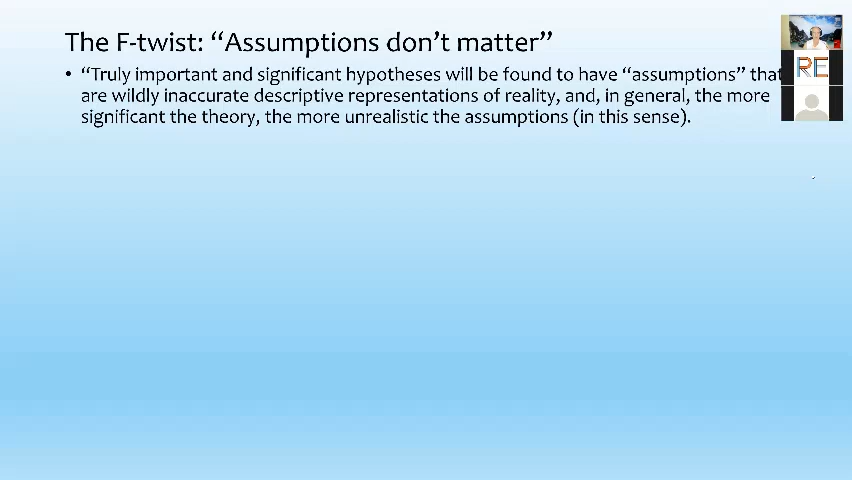 The F-twist: “Assumptions don’t matter”
• “Truly important and significant hypotheses will be found to have “assumptions” that
are wildly inaccurate descriptive representations of reality, and, in general, the more
significant the theory, the more unrealistic the assumptions (in this sense).
RE